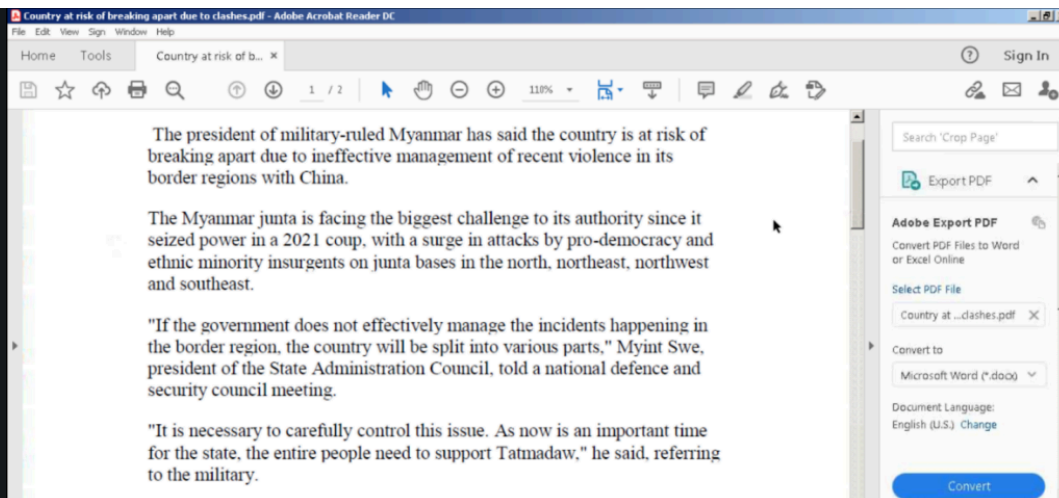 Country at risk of breaking apart due to clashes.pdf - Adobe Acrobat Reader DC
File Edit View Sign Window Help
Home Tools Country at risk of b... × ? Sign In
1 / 2 110%
The president of military-ruled Myanmar has said the country is at risk of
breaking apart due to ineffective management of recent violence in its
border regions with China.
The Myanmar junta is facing the biggest challenge to its authority since it
seized power in a 2021 coup, with a surge in attacks by pro-democracy and
ethnic minority insurgents on junta bases in the north, northeast, northwest
and southeast.
"If the government does not effectively manage the incidents happening in
the border region, the country will be split into various parts," Myint Swe,
president of the State Administration Council, told a national defence and
security council meeting.
"It is necessary to carefully control this issue. As now is an important time
for the state, the entire people need to support Tatmadaw," he said, referring
to the military.
Search 'Crop Page'
Export PDF
Adobe Export PDF
Convert PDF Files to Word
or Excel Online
Select PDF File
Country at ...clashes.pdf ×
Convert to
Microsoft Word (*.docx)
Document Language:
English (U.S.) Change
Convert